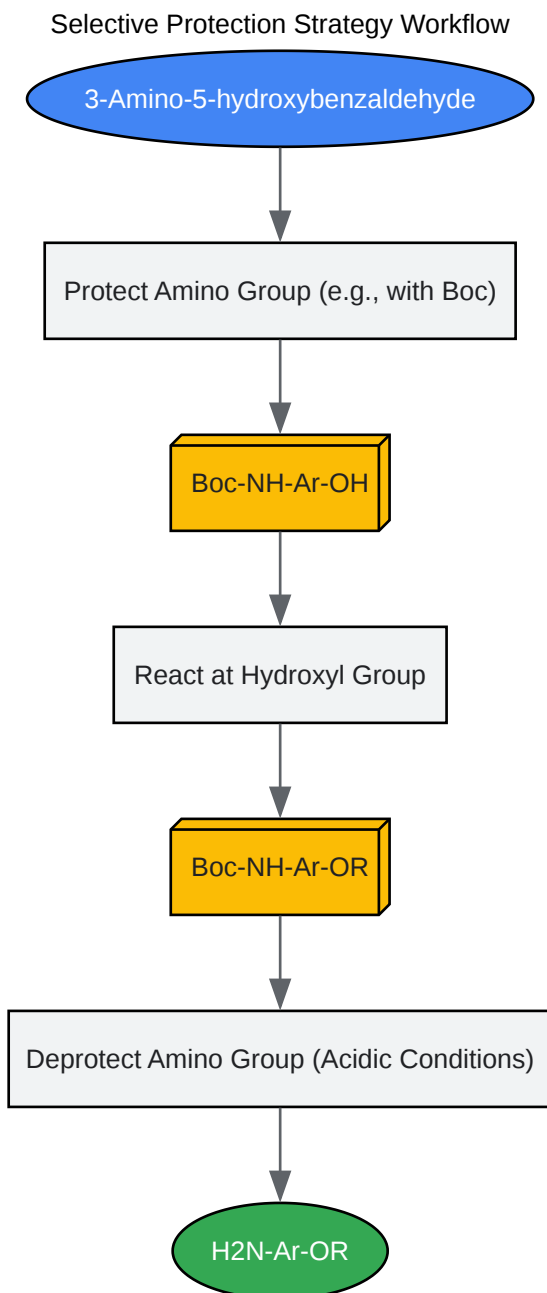 Selective Protection Strategy Workflow
3-Amino-5-hydroxybenzaldehyde
Protect Amino Group (e.g., with Boc)
Boc-NH-Ar-OH
React at Hydroxyl Group
Boc-NH-Ar-OR
Deprotect Amino Group (Acidic Conditions)
H2N-Ar-OR